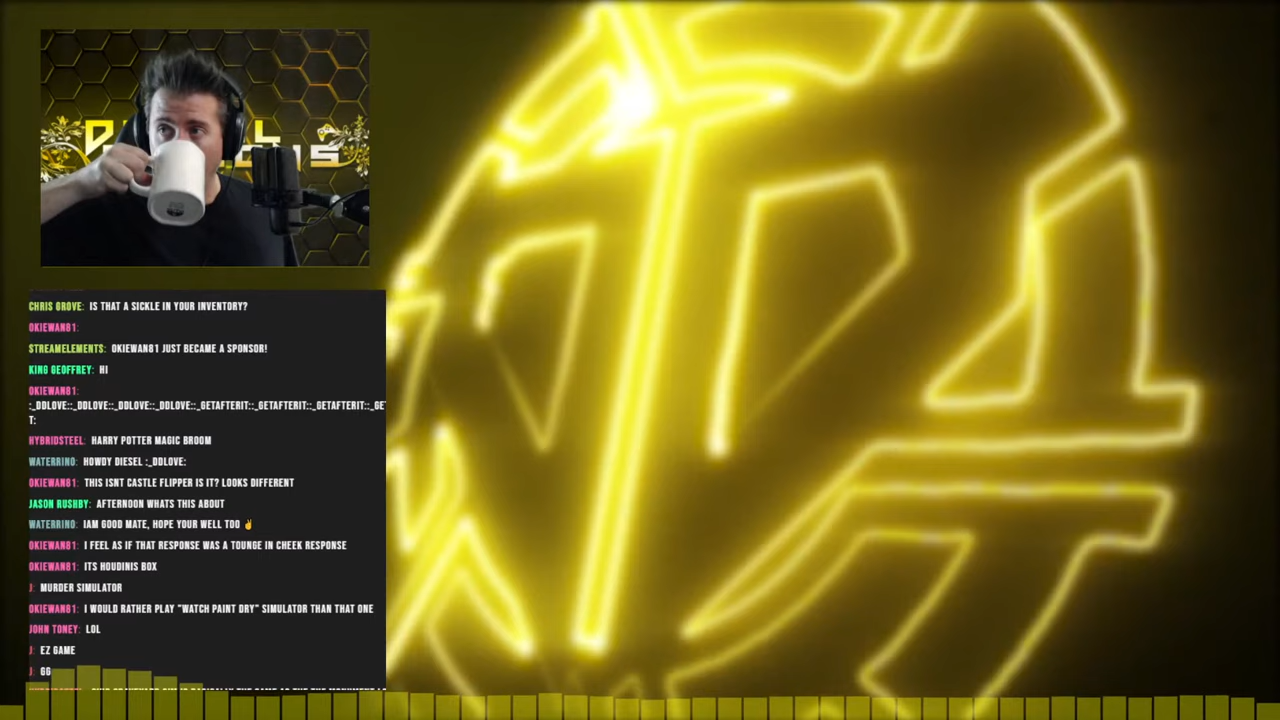 CHRIS GROVE: IS THAT A SICKLE IN YOUR INVENTORY?
OKIEWAN81:
STREAMELEMENTS: OKIEWAN81 JUST BECAME A SPONSOR!
KING GEOFFREY: HI
OKIEWAN81:
:_DDLOVE::_DDLOVE::_DDLOVE::_DDLOVE::_GETAFTERIT::_GETAFTERIT::_GETAFTERIT::_GET
T:
HYBRIDSTEEL: HARRY POTTER MAGIC BROOM
WATERRINO: HOWDY DIESEL :_DDLOVE:
OKIEWAN81: THIS ISNT CASTLE FLIPPER IS IT? LOOKS DIFFERENT
JASON RUSHBY: AFTERNOON WHATS THIS ABOUT
WATERRINO: IAM GOOD MATE, HOPE YOUR WELL TOO ✌
OKIEWAN81: I FEEL AS IF THAT RESPONSE WAS A TOUNGE IN CHEEK RESPONSE
OKIEWAN81: ITS HOUDINIS BOX
J: MURDER SIMULATOR
OKIEWAN81: I WOULD RATHER PLAY "WATCH PAINT DRY" SIMULATOR THAN THAT ONE
JOHN TONEY: LOL
J: EZ GAME
J: GG